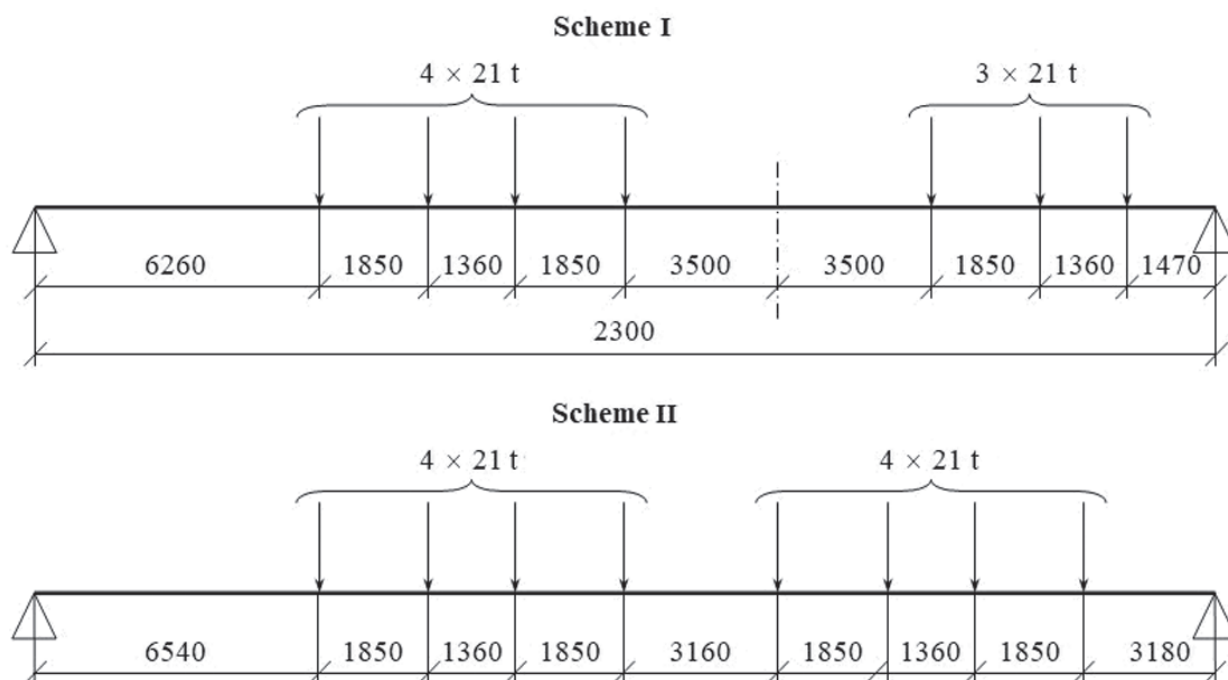 Scheme I
4 × 21 t 3 × 21 t
6260 1850 1360 1850 3500 3500 1850 1360 1470
2300
Scheme II
4 × 21 t 4 × 21 t
6540 1850 1360 1850 3160 1850 1360 1850 3180